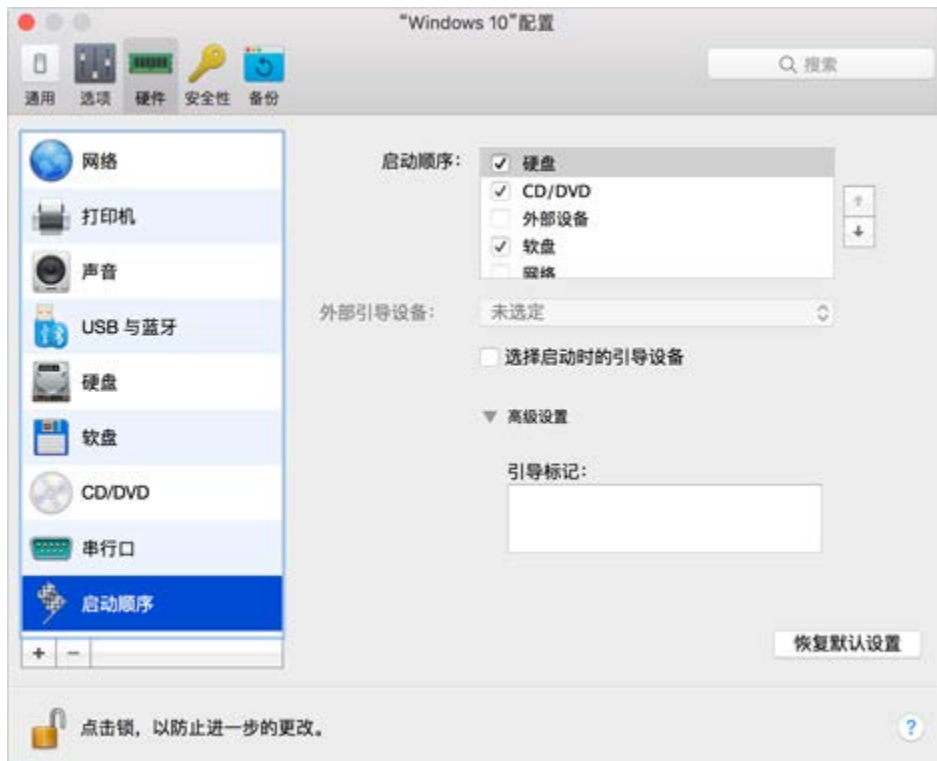 “Windows 10”配置
搜索
通用 选项 硬件 安全性 备份
网络
打印机
声音
USB 与蓝牙
硬盘
软盘
CD/DVD
串行口
启动顺序
启动顺序：
硬盘
CD/DVD
外部设备
软盘
网络
外部引导设备：
未选定
选择启动时的引导设备
高级设置
引导标记：
恢复默认设置
点击锁，以防止进一步的更改。
?